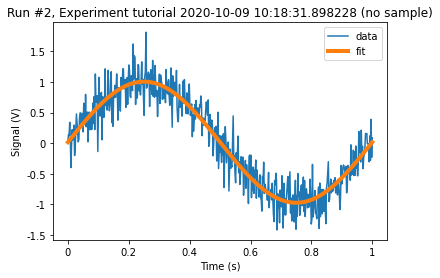 Run #2, Experiment tutorial 2020-10-09 10:18:31.898228 (no sample)
data
fit
1.5
1
0.5
0
-0.5
-1
-1.5
Signal (V)
0
0.2
0.4
0.6
0.8
1
Time (s)